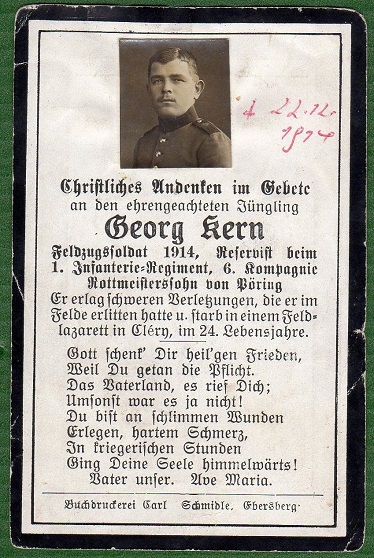 † 22.12.
1914
Christliches Andenken im Gebete
an den ehrengeachteten Jüngling
Georg Kern
Feldzugssoldat 1914, Reservist beim
1. Infanterie-Regiment, 6. Kompagnie
Rottmeisterssohn von Pöring
Er erlag schweren Verletzungen, die er im
Felde erlitten hatte u. starb in einem Feld-
lazarett in Cléry, im 24. Lebensjahre.
Gott schenk' Dir heil'gen Frieden,
Weil Du getan die Pflicht.
Das Vaterland, es rief Dich;
Umsonst war es ja nicht!
Du bist an schlimmen Wunden
Erlegen, hartem Schmerz,
In kriegerischen Stunden
Ging Deine Seele himmelwärts!
Vater unser. Ave Maria.
Buchdruckerei Carl Schmidle, Ebersberg.